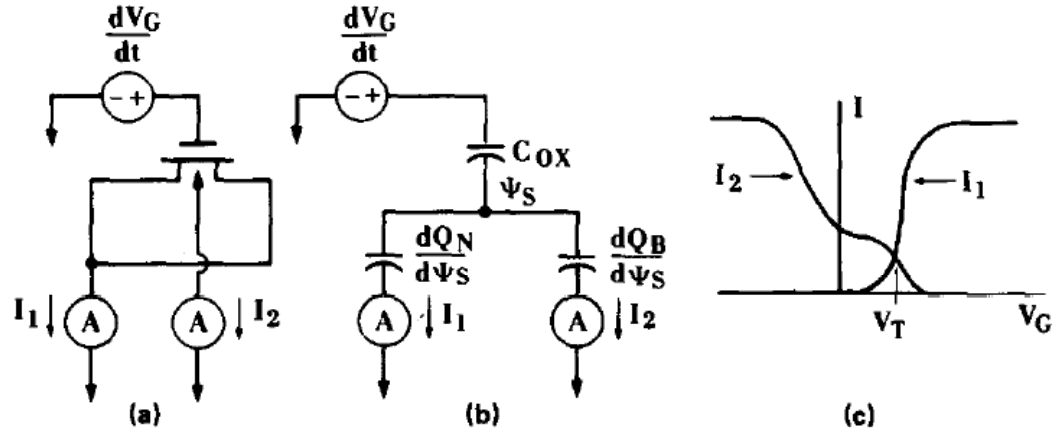 dV_G
dt
- +
I_1
A
A
I_2
(a)
dV_G
dt
- +
C_OX
Ψ_S
dQ_N
dΨ_S
dQ_B
dΨ_S
A
I_1
A
I_2
(b)
I
I_2
I_1
V_T
V_G
(c)